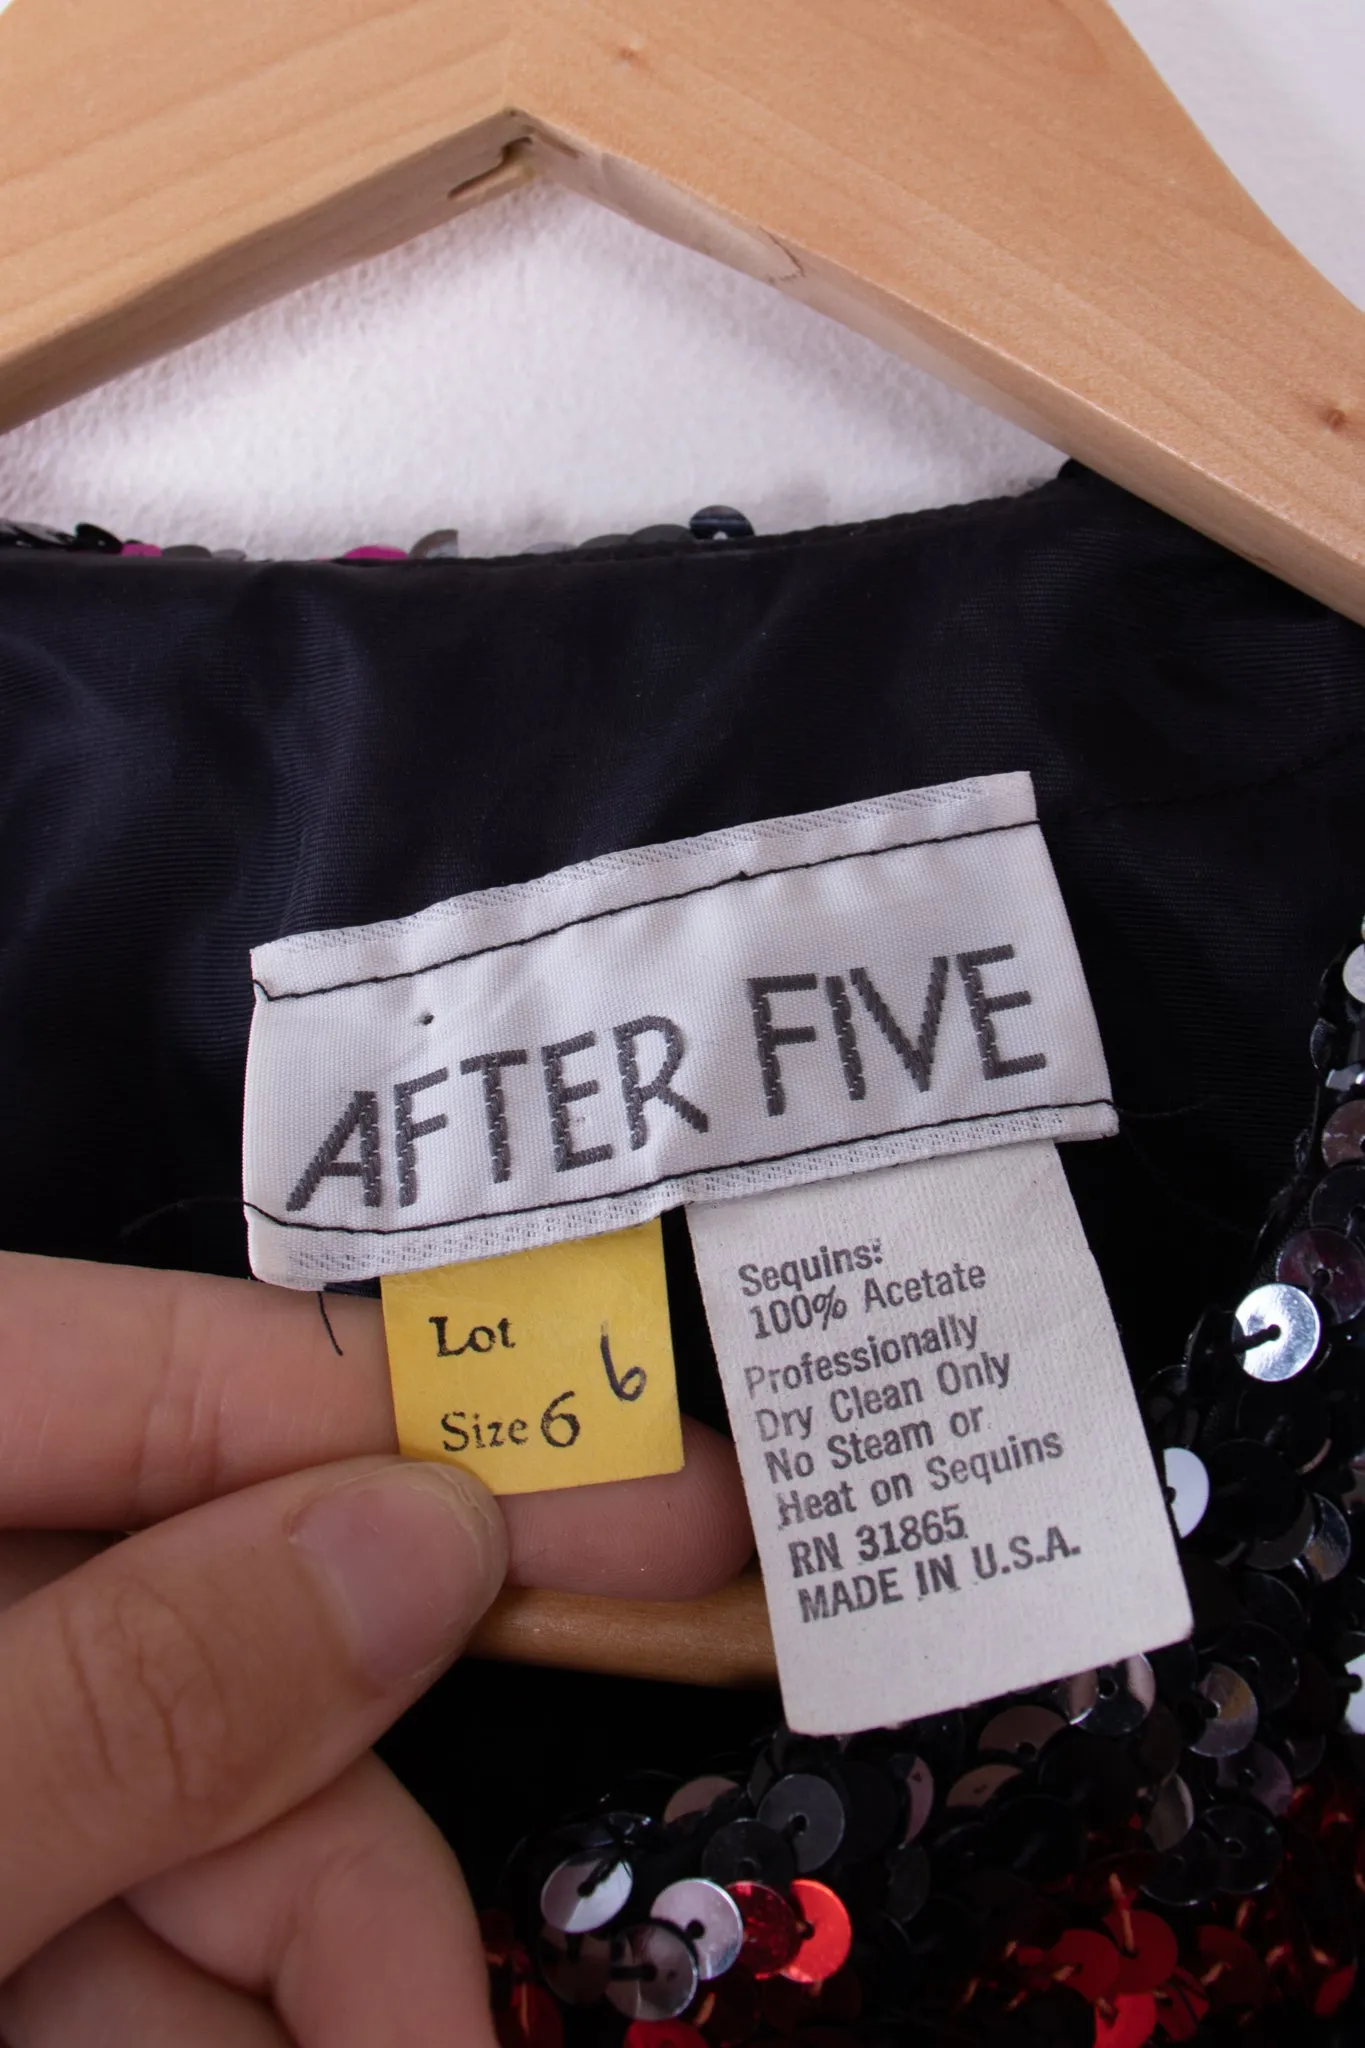 AFTER FIVE
Lot
6
Size 6
Sequins:
100% Acetate
Professionally
Dry Clean Only
No Steam or
Heat on Sequins
RN 31865
MADE IN U.S.A.